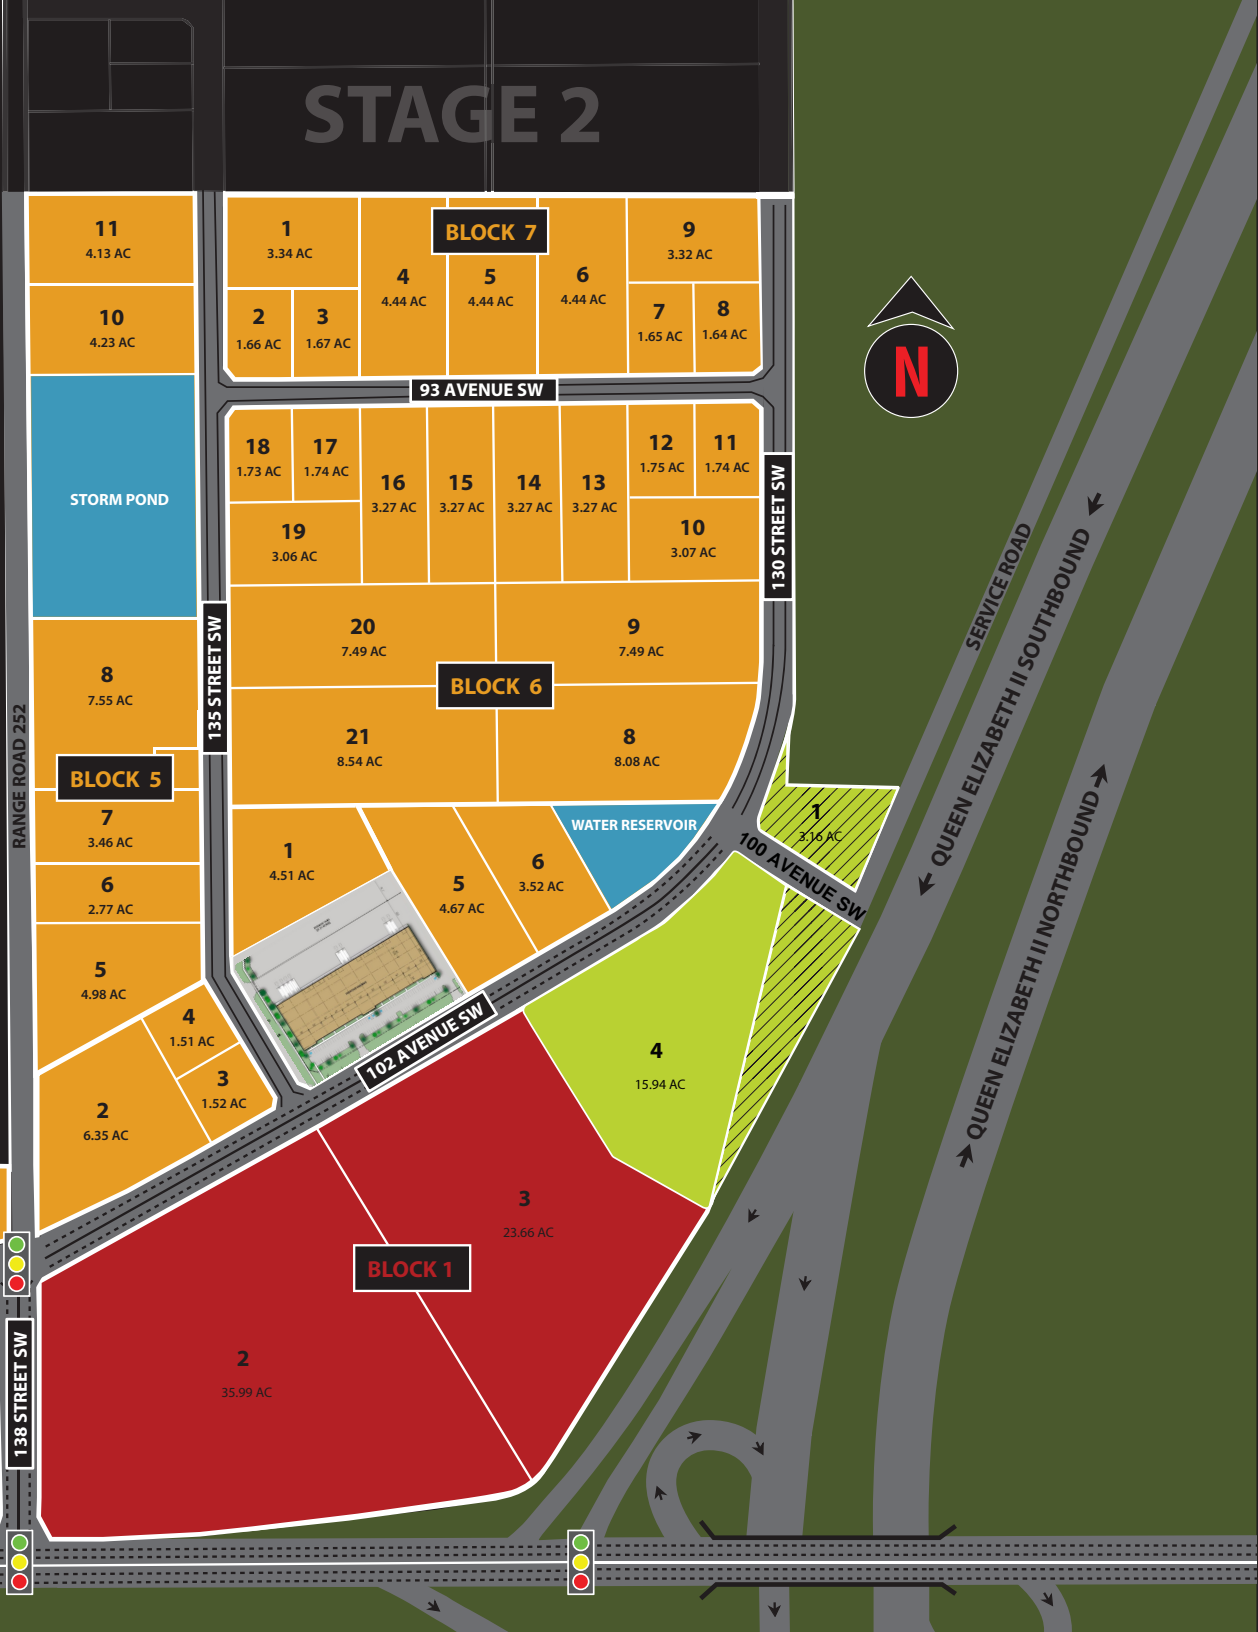 STAGE 2
11
4.13 AC
10
4.23 AC
STORM POND
8
7.55 AC
BLOCK 5
7
3.46 AC
6
2.77 AC
5
4.98 AC
4
1.51 AC
3
1.52 AC
2
6.35 AC
RANGE ROAD 252
135 STREET SW
138 STREET SW
BLOCK 7
1
3.34 AC
2
1.66 AC
3
1.67 AC
4
4.44 AC
5
4.44 AC
6
4.44 AC
9
3.32 AC
7
1.65 AC
8
1.64 AC
93 AVENUE SW
18
1.73 AC
17
1.74 AC
16
3.27 AC
15
3.27 AC
14
3.27 AC
13
3.27 AC
12
1.75 AC
11
1.74 AC
19
3.06 AC
10
3.07 AC
20
7.49 AC
9
7.49 AC
BLOCK 6
21
8.54 AC
8
8.08 AC
1
4.51 AC
5
4.67 AC
6
3.52 AC
WATER RESERVOIR
130 STREET SW
102 AVENUE SW
100 AVENUE SW
1
3.16 AC
4
15.94 AC
3
23.66 AC
BLOCK 1
2
35.99 AC
N
SERVICE ROAD
QUEEN ELIZABETH II SOUTHBOUND
QUEEN ELIZABETH II NORTHBOUND